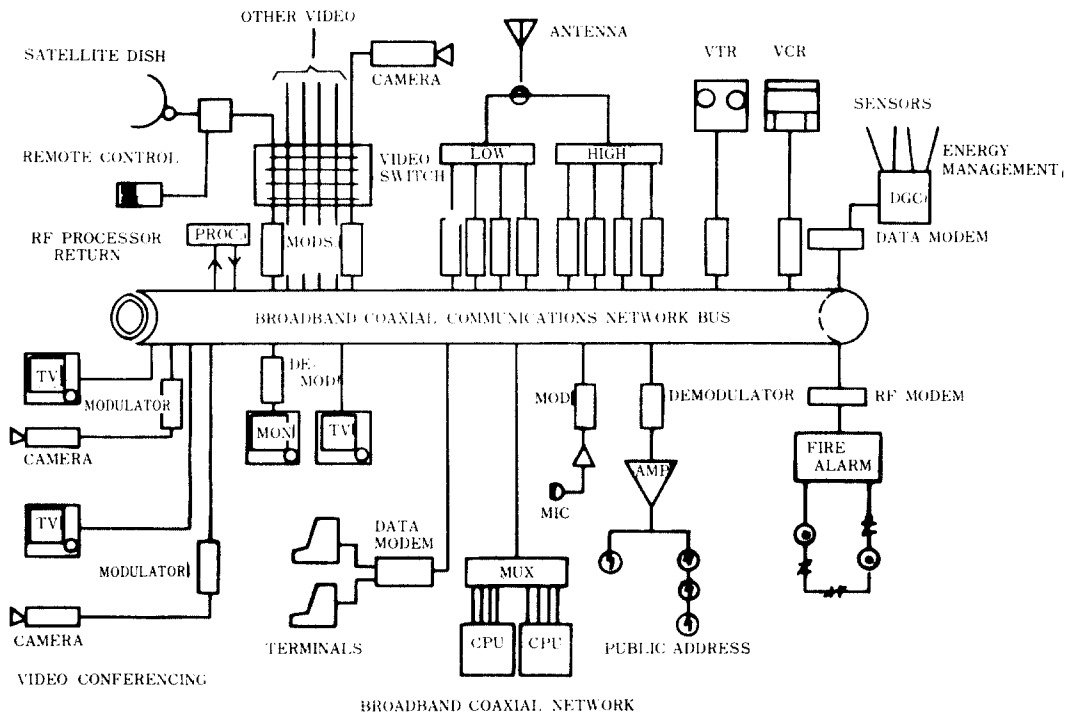 OTHER VIDEO
SATELLITE DISH
CAMERA
ANTENNA
VTR
VCR
SENSORS
REMOTE CONTROL
VIDEO
SWITCH
LOW
HIGH
ENERGY
MANAGEMENT
DGC
RF PROCESSOR
RETURN
PROC.
MODS
DATA MODEM
BROADBAND COAXIAL COMMUNICATIONS NETWORK BUS
TV
MODULATOR
CAMERA
DE-
MOD
MON
TV
MOD
DEMODULATOR
RF MODEM
AMP
FIRE
ALARM
MIC
TV
MODULATOR
CAMERA
DATA
MODEM
TERMINALS
MUX
CPU
CPU
PUBLIC ADDRESS
VIDEO CONFERENCING
BROADBAND COAXIAL NETWORK